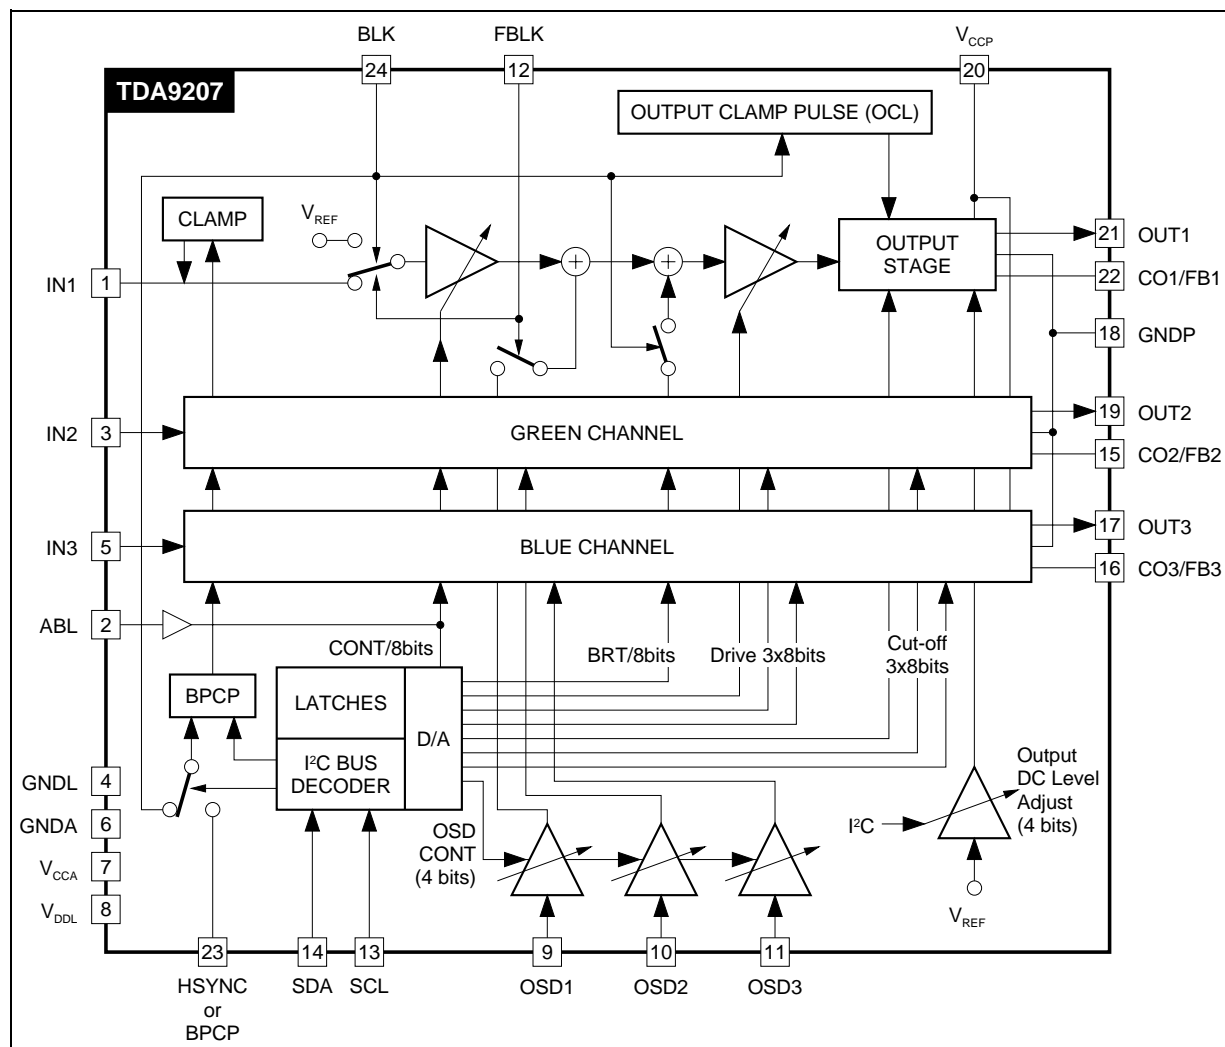 BLK
FBLK
VCCP
24
12
20
TDA9207
OUTPUT CLAMP PULSE (OCL)
CLAMP
VREF
OUTPUT
STAGE
21 OUT1
22 CO1/FB1
IN1 1
18 GNDP
IN2 3
GREEN CHANNEL
19 OUT2
15 CO2/FB2
IN3 5
BLUE CHANNEL
17 OUT3
16 CO3/FB3
ABL 2
CONT/8bits
BRT/8bits
Drive 3x8bits
Cut-off
3x8bits
BPCP
LATCHES
D/A
I²C BUS
DECODER
GNDL 4
GNDA 6
VCCA 7
VDDL 8
OSD
CONT
(4 bits)
I²C
Output
DC Level
Adjust
(4 bits)
VREF
23
14
13
9
10
11
HSYNC
or
BPCP
SDA
SCL
OSD1
OSD2
OSD3